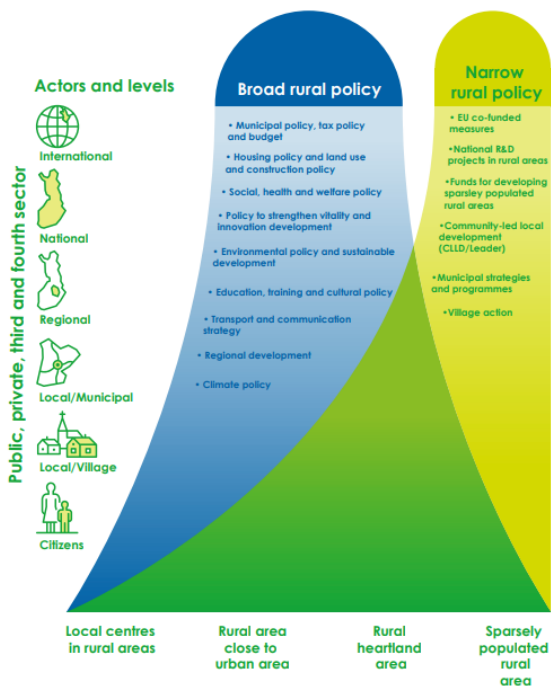 Actors and levels
International
National
Regional
Local/Municipal
Local/Village
Citizens
Public, private, third and fourth sector
Broad rural policy
• Municipal policy, tax policy
and budget
• Housing policy and land use
and construction policy
• Social, health and welfare policy
• Policy to strengthen vitality and
innovation development
• Environmental policy and sustainable
development
• Education, training and cultural policy
• Transport and communication
strategy
• Regional development
• Climate policy
Narrow
rural policy
• EU co-funded
measures
•National R&D
projects in rural areas
•Funds for developing
sparsley populated
rural areas
•Community-led local
development
(CLLD/Leader)
•Municipal strategies
and programmes
•Village action
Local centres
in rural areas
Rural area
close to
urban area
Rural
heartland
area
Sparsely
populated
rural
area